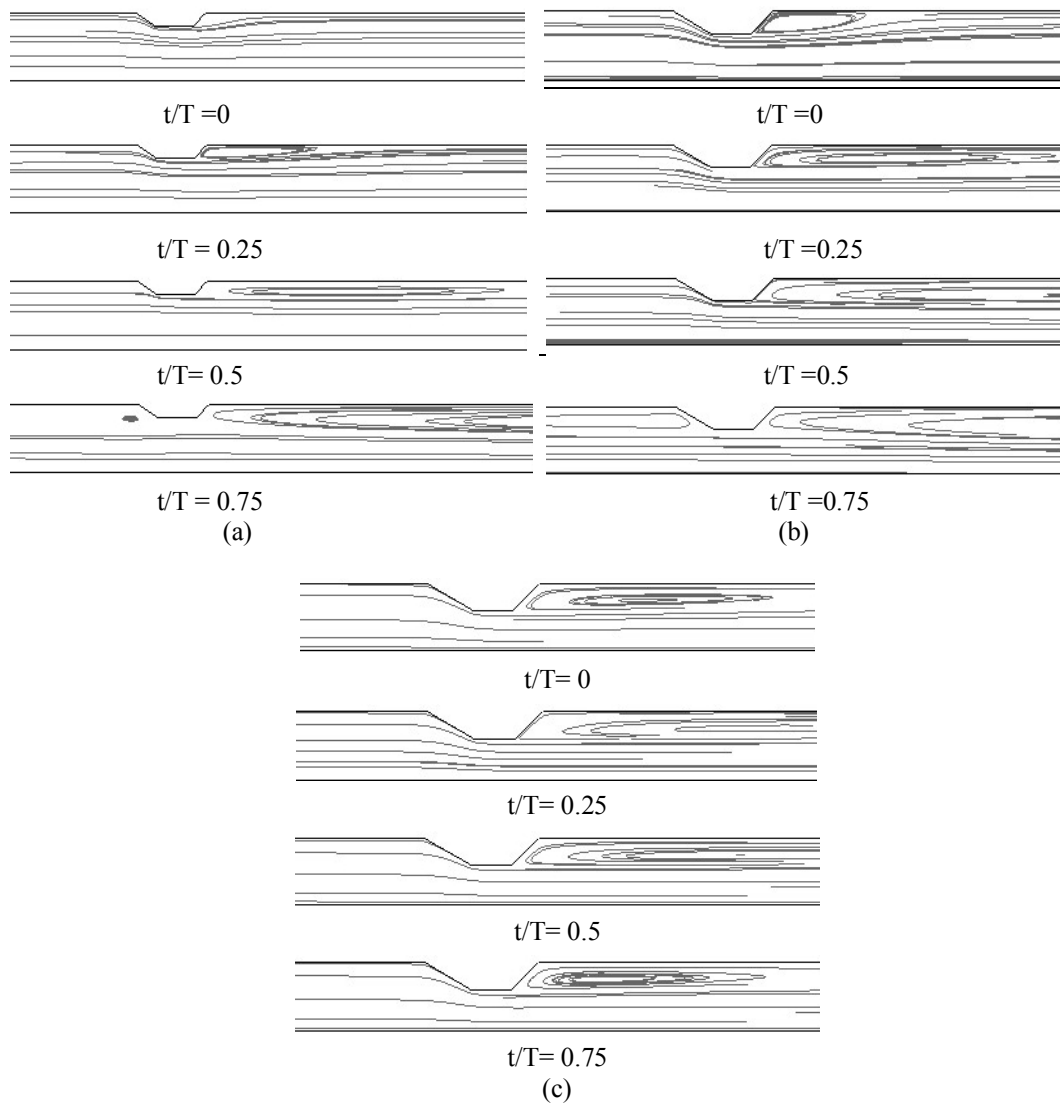 t/T =0
t/T = 0.25
t/T= 0.5
t/T = 0.75
(a)
t/T =0
t/T =0.25
t/T =0.5
t/T =0.75
(b)
t/T= 0
t/T= 0.25
t/T= 0.5
t/T= 0.75
(c)